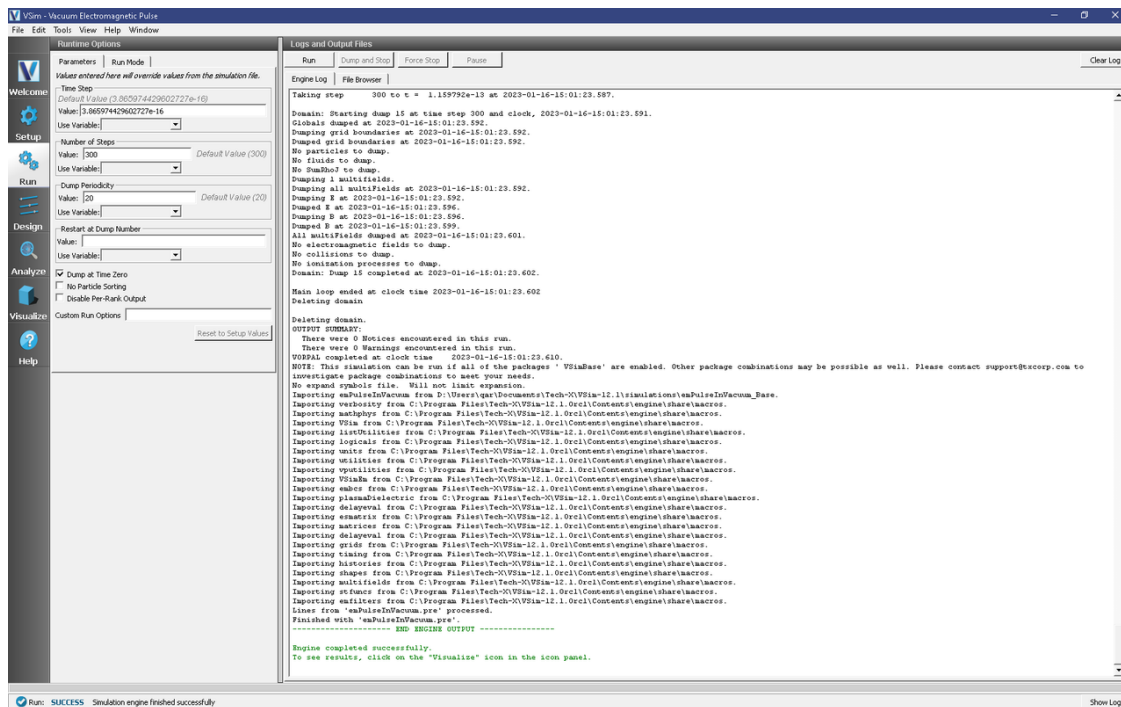 VSim - Vacuum Electromagnetic Pulse
File Edit Tools View Help Window
Welcome
Setup
Run
Design
Analyze
Visualize
Help
Runtime Options
Parameters Run Mode
Values entered here will override values from the simulation file.
Time Step
Default Value (3.865974429602727e-16)
Value: 3.865974429602727e-16
Use Variable:
Number of Steps
Value: 300 Default Value (300)
Use Variable:
Dump Periodicity
Value: 20 Default Value (20)
Use Variable:
Restart at Dump Number
Value:
Use Variable:
Dump at Time Zero
No Particle Sorting
Disable Per-Rank Output
Custom Run Options
Reset to Setup Values
Logs and Output Files
Run Dump and Stop Force Stop Pause Clear Log
Engine Log File Browser
Taking step 300 to t = 1.159792e-13 at 2023-01-16-15:01:23.587.
Domain: Starting dump 15 at time step 300 and clock, 2023-01-16-15:01:23.591.
Globals dumped at 2023-01-16-15:01:23.592.
Dumping grid boundaries at 2023-01-16-15:01:23.592.
Dumped grid boundaries at 2023-01-16-15:01:23.592.
No particles to dump.
No fluids to dump.
No SumRhoJ to dump.
Dumping 1 multifields.
Dumping all multiFields at 2023-01-16-15:01:23.592.
Dumping E at 2023-01-16-15:01:23.592.
Dumped E at 2023-01-16-15:01:23.596.
Dumping B at 2023-01-16-15:01:23.596.
Dumped B at 2023-01-16-15:01:23.599.
All multiFields dumped at 2023-01-16-15:01:23.601.
No electromagnetic fields to dump.
No collisions to dump.
No ionization processes to dump.
Domain: Dump 15 completed at 2023-01-16-15:01:23.602.
Main loop ended at clock time 2023-01-16-15:01:23.602
Deleting domain
Deleting domain.
OUTPUT SUMMARY:
There were 0 Notices encountered in this run.
There were 0 Warnings encountered in this run.
VORPAL completed at clock time 2023-01-16-15:01:23.610.
NOTE: This simulation can be run if all of the packages ' VSimBase' are enabled. Other package combinations may be possible as well. Please contact support@txcorp.com to
investigate package combinations to meet your needs.
No expand symbols file. Will not limit expansion.
Importing emPulseInVacuum from D:\Users\qar\Documents\Tech-X\VSim-12.1\simulations\emPulseInVacuum_Base.
Importing verbosity from C:\Program Files\Tech-X\VSim-12.1.0rc1\Contents\engine\share\macros.
Importing mathphys from C:\Program Files\Tech-X\VSim-12.1.0rc1\Contents\engine\share\macros.
Importing VSim from C:\Program Files\Tech-X\VSim-12.1.0rc1\Contents\engine\share\macros.
Importing listUtilities from C:\Program Files\Tech-X\VSim-12.1.0rc1\Contents\engine\share\macros.
Importing logicals from C:\Program Files\Tech-X\VSim-12.1.0rc1\Contents\engine\share\macros.
Importing units from C:\Program Files\Tech-X\VSim-12.1.0rc1\Contents\engine\share\macros.
Importing utilities from C:\Program Files\Tech-X\VSim-12.1.0rc1\Contents\engine\share\macros.
Importing vputilities from C:\Program Files\Tech-X\VSim-12.1.0rc1\Contents\engine\share\macros.
Importing VSimEm from C:\Program Files\Tech-X\VSim-12.1.0rc1\Contents\engine\share\macros.
Importing embcs from C:\Program Files\Tech-X\VSim-12.1.0rc1\Contents\engine\share\macros.
Importing plasmaDielectric from C:\Program Files\Tech-X\VSim-12.1.0rc1\Contents\engine\share\macros.
Importing delayeval from C:\Program Files\Tech-X\VSim-12.1.0rc1\Contents\engine\share\macros.
Importing esmatrix from C:\Program Files\Tech-X\VSim-12.1.0rc1\Contents\engine\share\macros.
Importing matrices from C:\Program Files\Tech-X\VSim-12.1.0rc1\Contents\engine\share\macros.
Importing delayeval from C:\Program Files\Tech-X\VSim-12.1.0rc1\Contents\engine\share\macros.
Importing grids from C:\Program Files\Tech-X\VSim-12.1.0rc1\Contents\engine\share\macros.
Importing timing from C:\Program Files\Tech-X\VSim-12.1.0rc1\Contents\engine\share\macros.
Importing histories from C:\Program Files\Tech-X\VSim-12.1.0rc1\Contents\engine\share\macros.
Importing shapes from C:\Program Files\Tech-X\VSim-12.1.0rc1\Contents\engine\share\macros.
Importing multifields from C:\Program Files\Tech-X\VSim-12.1.0rc1\Contents\engine\share\macros.
Importing stfuncs from C:\Program Files\Tech-X\VSim-12.1.0rc1\Contents\engine\share\macros.
Importing emfilters from C:\Program Files\Tech-X\VSim-12.1.0rc1\Contents\engine\share\macros.
Lines from 'emPulseInVacuum.pre' processed.
Finished with 'emPulseInVacuum.pre'.
--------------------- END ENGINE OUTPUT ----------------
Engine completed successfully.
To see results, click on the "Visualize" icon in the icon panel.
Run: SUCCESS Simulation engine finished successfully Show Log